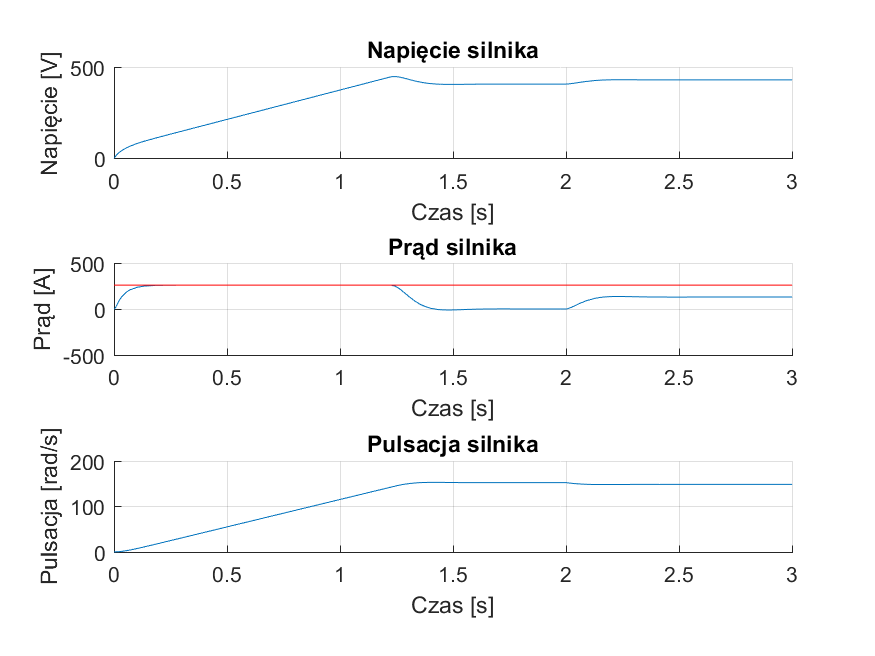 Napięcie silnika
Napięcie [V]
500
0
0 0.5 1 1.5 2 2.5 3
Czas [s]
Prąd silnika
Prąd [A]
500
0
-500
0 0.5 1 1.5 2 2.5 3
Czas [s]
Pulsacja silnika
Pulsacja [rad/s]
200
100
0
0 0.5 1 1.5 2 2.5 3
Czas [s]